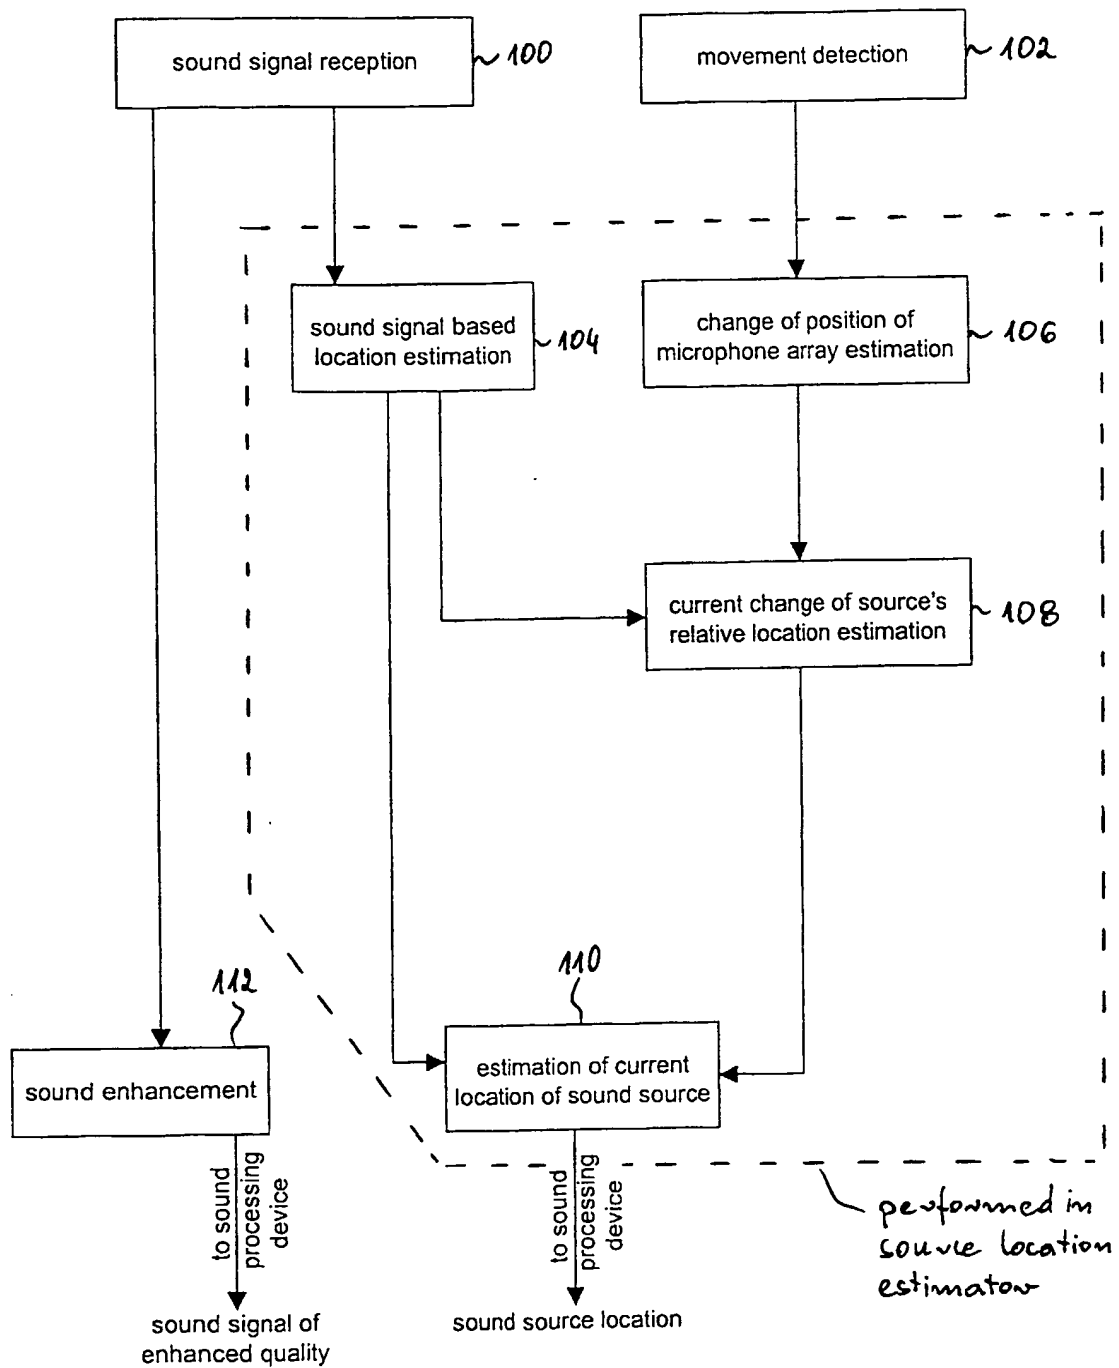 sound signal reception
100
movement detection
102
sound signal based
location estimation
104
change of position of
microphone array estimation
106
current change of source's
relative location estimation
108
110
112
estimation of current
location of sound source
sound enhancement
to sound
processing
device
to sound
processing
device
performed in
source location
estimator
sound signal of
enhanced quality
sound source location